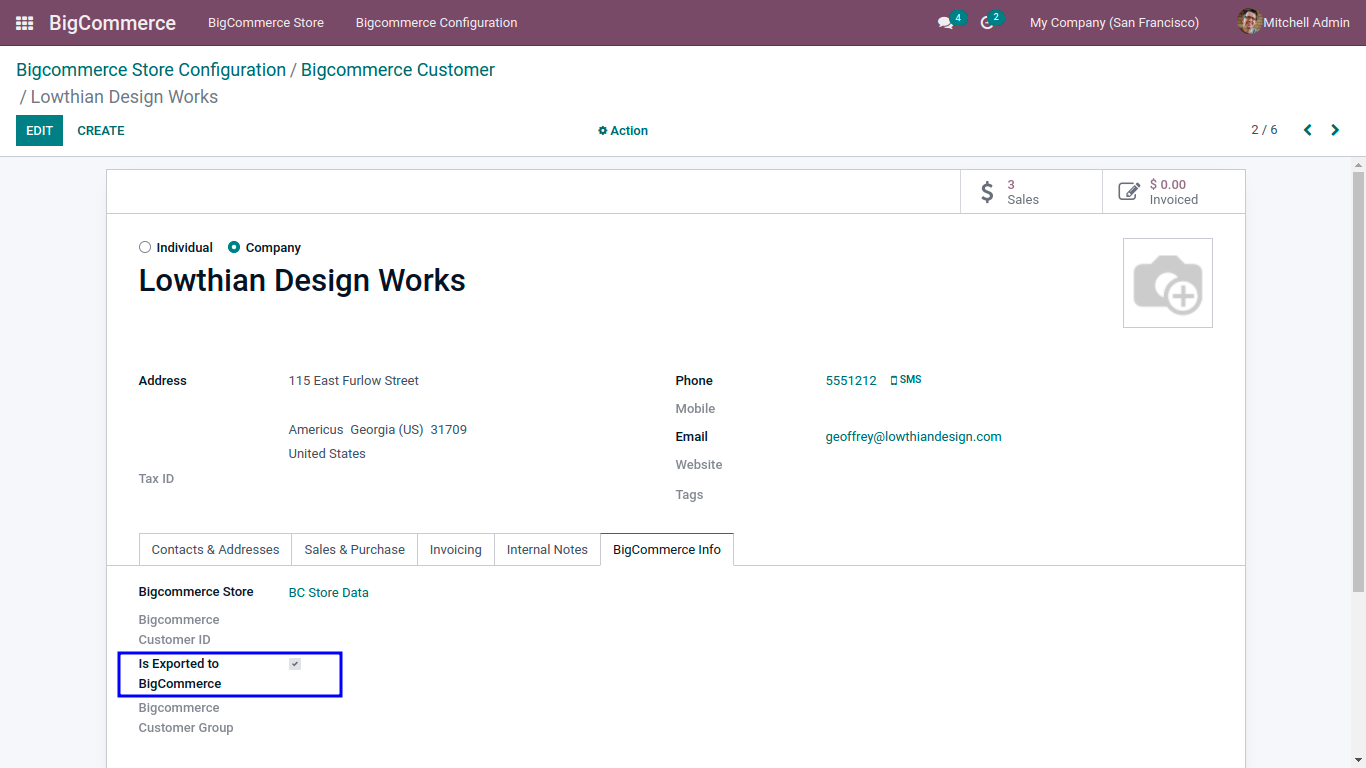 BigCommerce BigCommerce Store Bigcommerce Configuration 4 2 My Company (San Francisco) Mitchell Admin
Bigcommerce Store Configuration / Bigcommerce Customer
/ Lowthian Design Works
EDIT CREATE Action 2 / 6
3
Sales
$ 0.00
Invoiced
Individual Company
Lowthian Design Works
Address 115 East Furlow Street
Americus Georgia (US) 31709
United States
Tax ID
Phone 5551212 SMS
Mobile
Email geoffrey@lowthiandesign.com
Website
Tags
Contacts & Addresses Sales & Purchase Invoicing Internal Notes BigCommerce Info
Bigcommerce Store BC Store Data
Bigcommerce
Customer ID
Is Exported to
BigCommerce
Bigcommerce
Customer Group